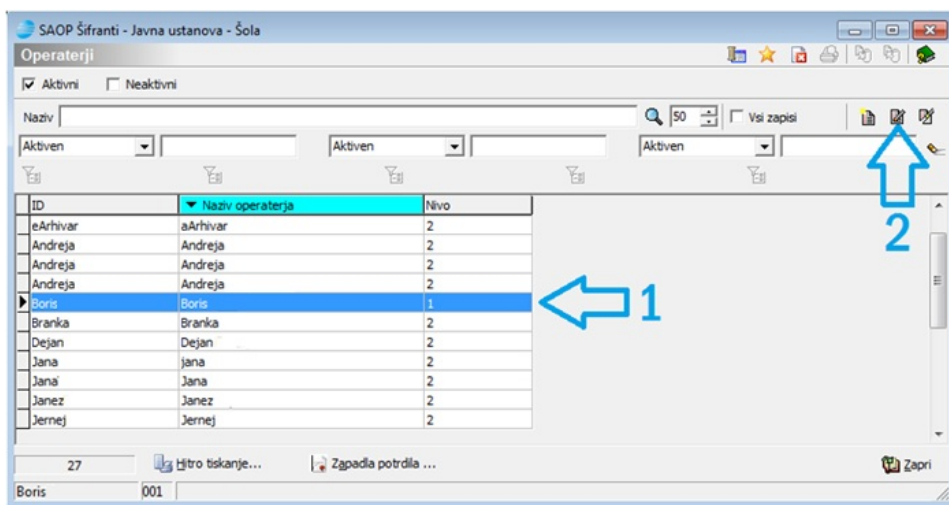 SAOP Šifranti - Javna ustanova - Šola
Operaterji
Aktivni Neaktivni
Naziv 50 Vsi zapisi
Aktiven Aktiven Aktiven
2
ID Naziv operaterja Nivo
eArhivar aArhivar 2
Andreja Andreja 2
Andreja Andreja 2
Andreja Andreja 2
Boris Boris 1
1
Branka Branka 2
Dejan Dejan 2
Jana jana 2
Jana Jana 2
Janez Janez 2
Jernej Jernej 2
27 Hitro tiskanje... Zapadla potrdila ... Zapri
Boris 001